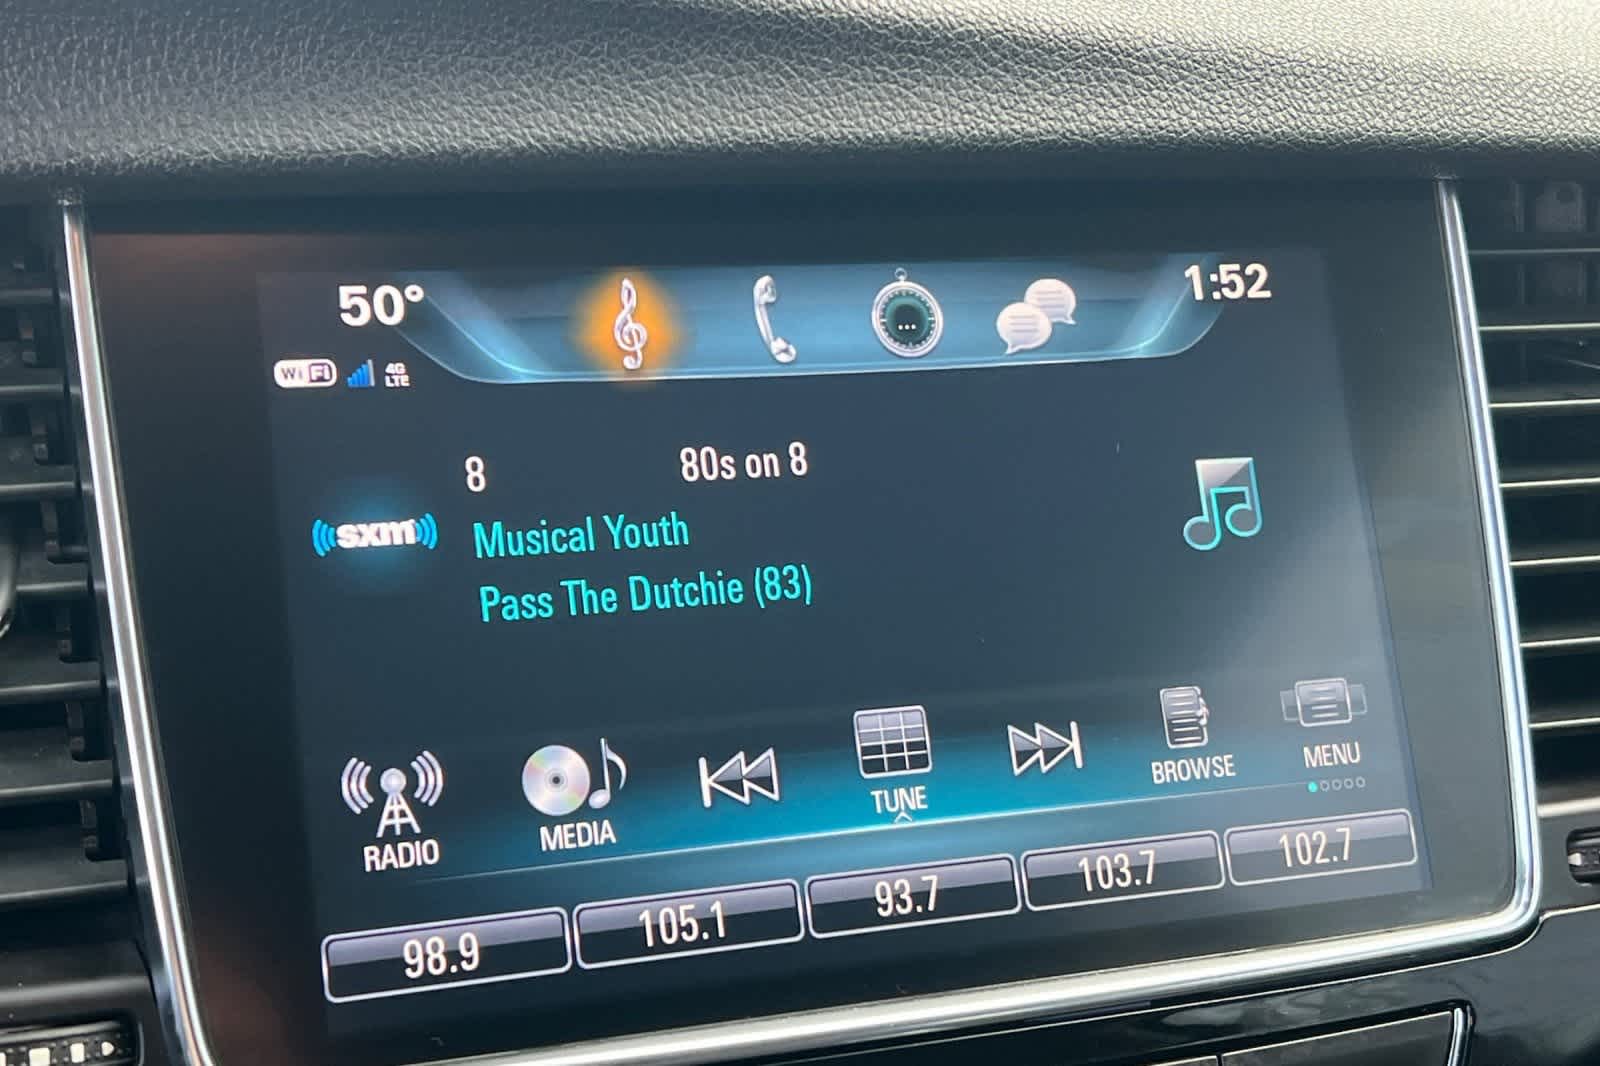 50° 1:52
WiFi 4G LTE
8 80s on 8
sxm
Musical Youth
Pass The Dutchie (83)
RADIO MEDIA TUNE BROWSE MENU
98.9 105.1 93.7 103.7 102.7